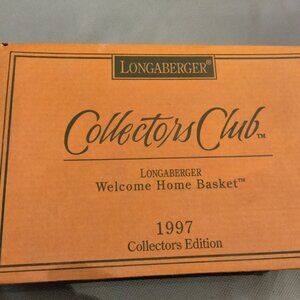 LONGABERGER®
Collectors Club™
LONGABERGER
Welcome Home Basket™
1997
Collectors Edition